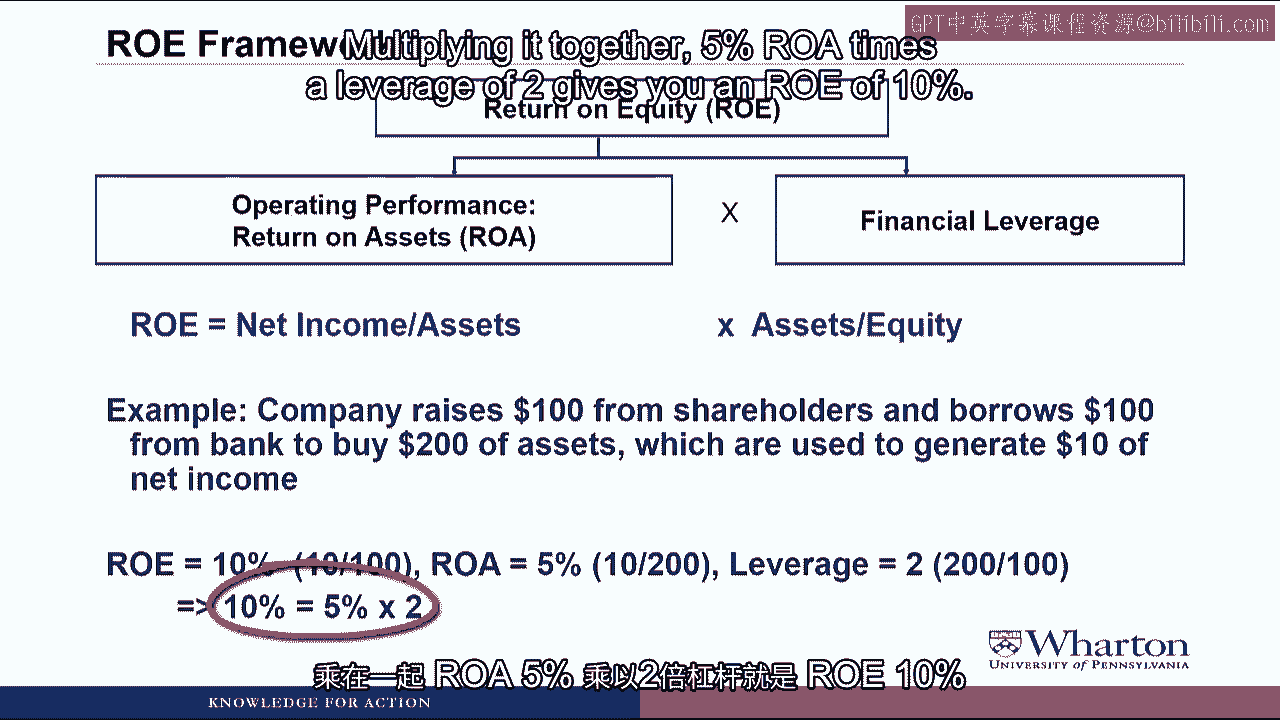 GPT中英字幕课程资源@bilibili.com
ROE Framework
Multiplying it together, 5% ROA times
a leverage of 2 gives you an ROE of 10%.
Return on Equity (ROE)
Operating Performance:
Return on Assets (ROA)
X
Financial Leverage
ROE = Net Income/Assets x Assets/Equity
Example: Company raises $100 from shareholders and borrows $100
from bank to buy $200 of assets, which are used to generate $10 of
net income
ROE = 10% (10/100), ROA = 5% (10/200), Leverage = 2 (200/100)
=> 10% = 5% x 2
Wharton
UNIVERSITY of PENNSYLVANIA
乘在一起 ROA 5% 乘以2倍杠杆就是 ROE 10%
KNOWLEDGE FOR ACTION